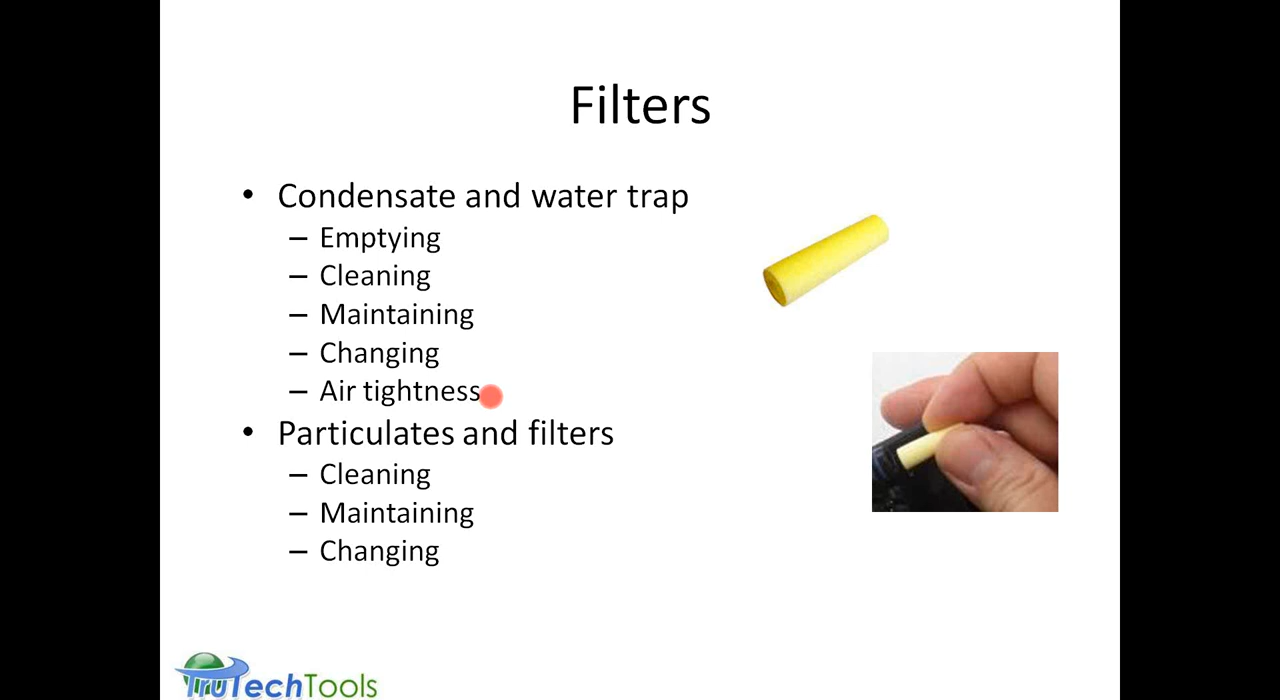 Filters
• Condensate and water trap
– Emptying
– Cleaning
– Maintaining
– Changing
– Air tightness
• Particulates and filters
– Cleaning
– Maintaining
– Changing
TruTechTools